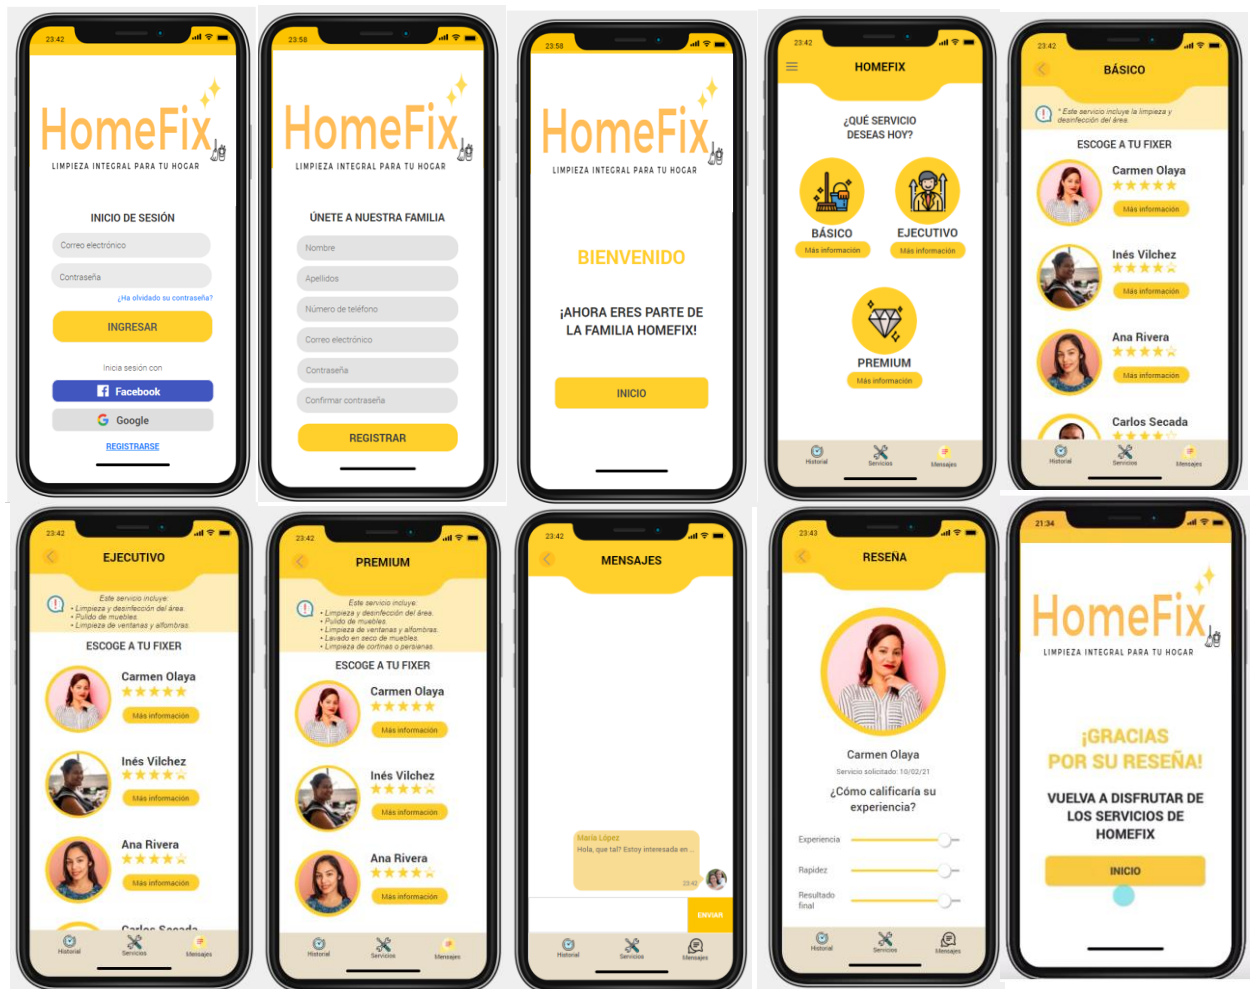 23:42
HomeFix
LIMPIEZA INTEGRAL PARA TU HOGAR
INICIO DE SESIÓN
Correo electrónico
Contraseña
¿Ha olvidado su contraseña?
INGRESAR
Inicia sesión con
Facebook
Google
REGISTRARSE
23:58
HomeFix
LIMPIEZA INTEGRAL PARA TU HOGAR
ÚNETE A NUESTRA FAMILIA
Nombre
Apellidos
Número de teléfono
Correo electrónico
Contraseña
Confirmar contraseña
REGISTRAR
23:58
HomeFix
LIMPIEZA INTEGRAL PARA TU HOGAR
BIENVENIDO
¡AHORA ERES PARTE DE
LA FAMILIA HOMEFIX!
INICIO
23:42
HOMEFIX
¿QUÉ SERVICIO
DESEAS HOY?
BÁSICO
Más información
EJECUTIVO
Más información
PREMIUM
Más información
Historial
Servicios
Mensajes
23:42
BÁSICO
* Este servicio incluye la limpieza y
desinfección del área.
ESCOGE A TU FIXER
Carmen Olaya
Más información
Inés Vilchez
Más información
Ana Rivera
Más información
Carlos Secada
Historial
Servicios
Mensajes
23:42
EJECUTIVO
Este servicio incluye:
• Limpieza y desinfección del área.
• Pulido de muebles.
• Limpieza de ventanas y alfombras.
ESCOGE A TU FIXER
Carmen Olaya
Más información
Inés Vilchez
Más información
Ana Rivera
Más información
Carlos Secada
Historial
Servicios
Mensajes
23:42
PREMIUM
Este servicio incluye:
• Limpieza y desinfección del área.
• Pulido de muebles.
• Limpieza de ventanas y alfombras.
• Lavado en seco de muebles.
• Limpieza de cortinas o persianas.
ESCOGE A TU FIXER
Carmen Olaya
Más información
Inés Vilchez
Más información
Ana Rivera
Más información
Historial
Servicios
Mensajes
23:42
MENSAJES
María López
Hola, que tal? Estoy interesada en ...
23:42
ENVIAR
Historial
Servicios
Mensajes
23:43
RESEÑA
Carmen Olaya
Servicio solicitado: 10/02/21
¿Cómo calificaría su
experiencia?
Experiencia
Rapidez
Resultado
final
Historial
Servicios
Mensajes
21:34
HomeFix
LIMPIEZA INTEGRAL PARA TU HOGAR
¡GRACIAS
POR SU RESEÑA!
VUELVA A DISFRUTAR DE
LOS SERVICIOS DE
HOMEFIX
INICIO